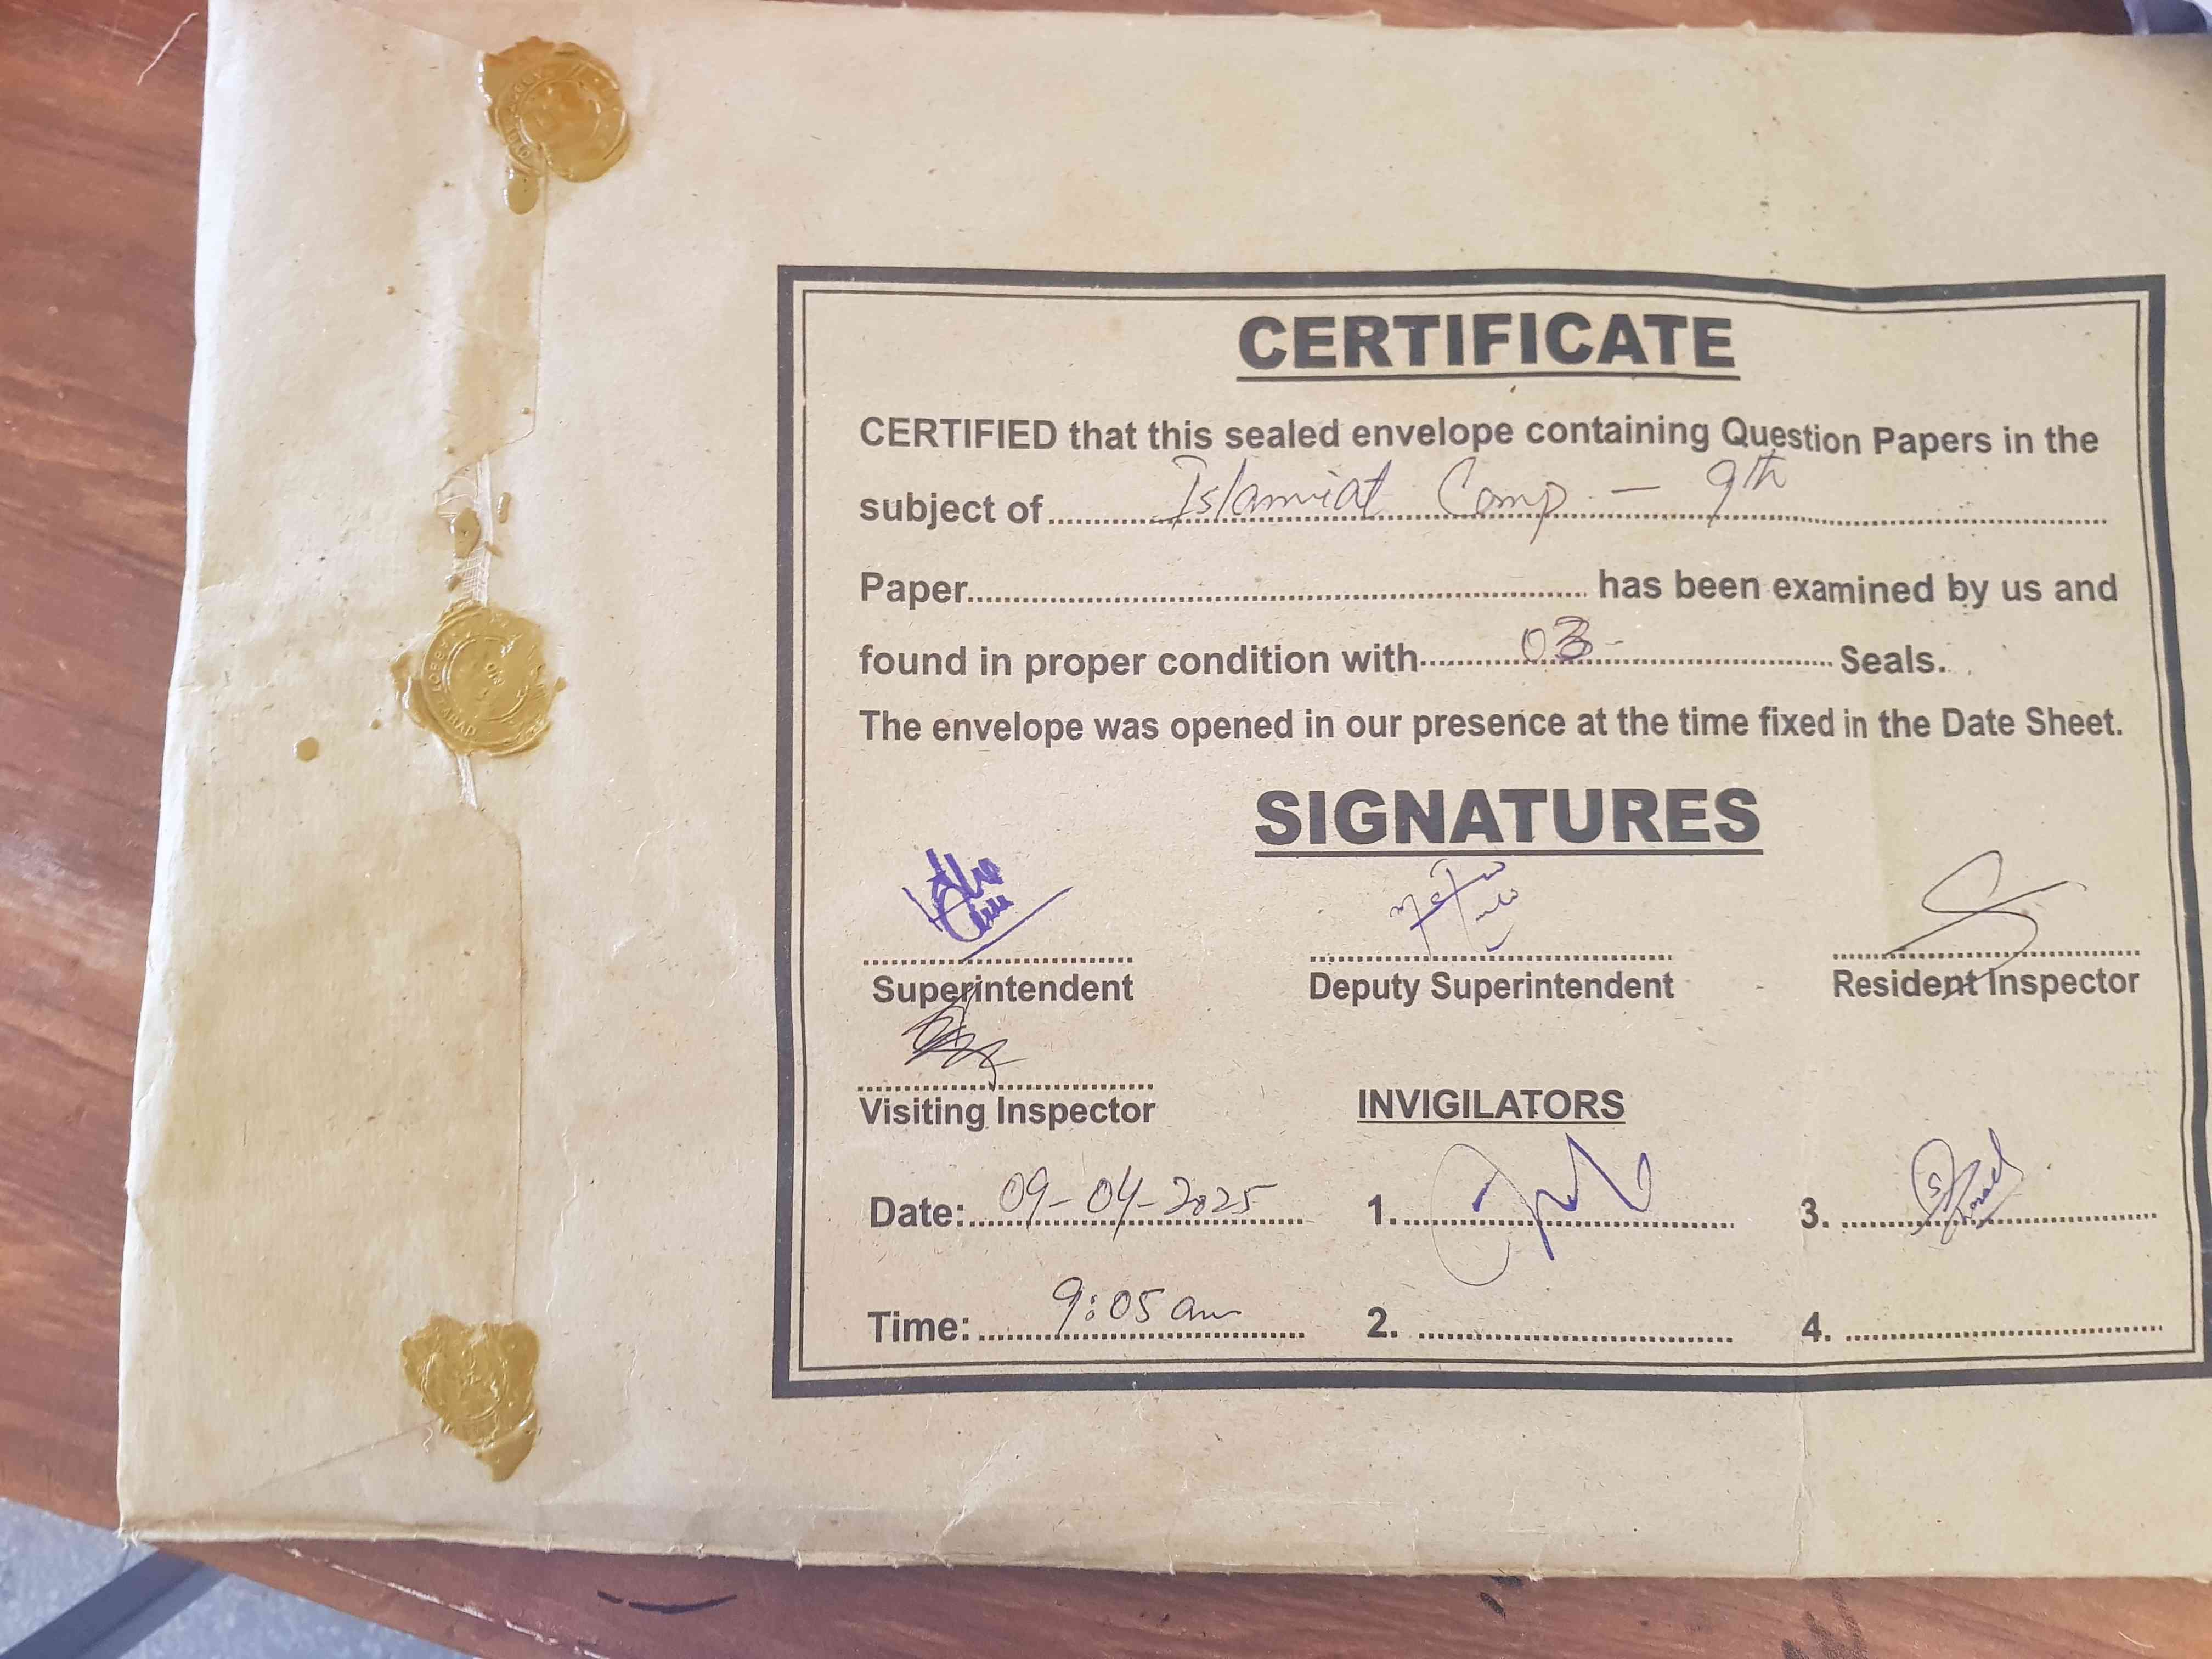 CERTIFICATE
CERTIFIED that this sealed envelope containing Question Papers in the
subject of Islamiat Comp. - 9th
Paper has been examined by us and
found in proper condition with 03 Seals.
The envelope was opened in our presence at the time fixed in the Date Sheet.
SIGNATURES
Superintendent Deputy Superintendent Resident Inspector
Visiting Inspector INVIGILATORS
Date: 09-04-2025 1. 3.
Time: 9:05 am 2. 4.
ABBOTTABAD